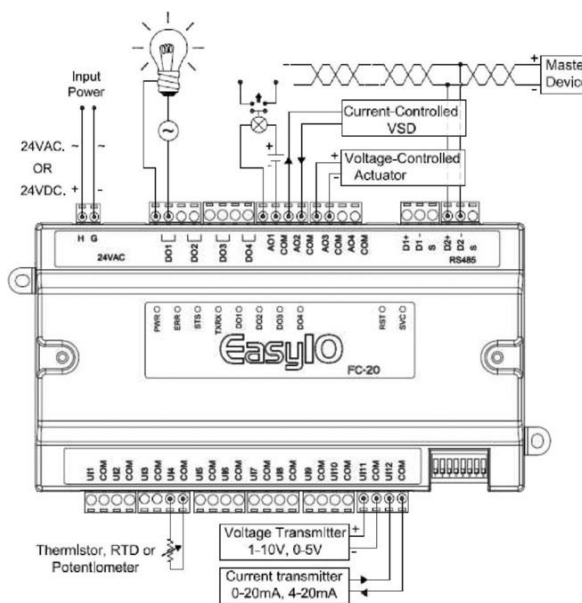 Input
Power
24VAC. ~ ~
OR
24VDC. + -
+
-
Master
Device
Current-Controlled
VSD
+
-
Voltage-Controlled
Actuator
+
-
H G
24VAC
DO1 DO2 DO3 DO4
AO1 COM AO2 COM AO3 COM AO4 COM
D1+ D1- S D2+ D2- S
RS485
PWR ERR STS TXRX DO1 DO2 DO3 DO4 RST SVC
EasyIO
FC-20
UI1 COM UI2 COM UI3 COM UI4 COM UI5 COM UI6 COM UI7 COM UI8 COM UI9 COM UI10 COM UI11 COM UI12 COM
Thermistor, RTD or
Potentiometer
Voltage Transmitter
1-10V, 0-5V
+
-
Current transmitter
0-20mA, 4-20mA